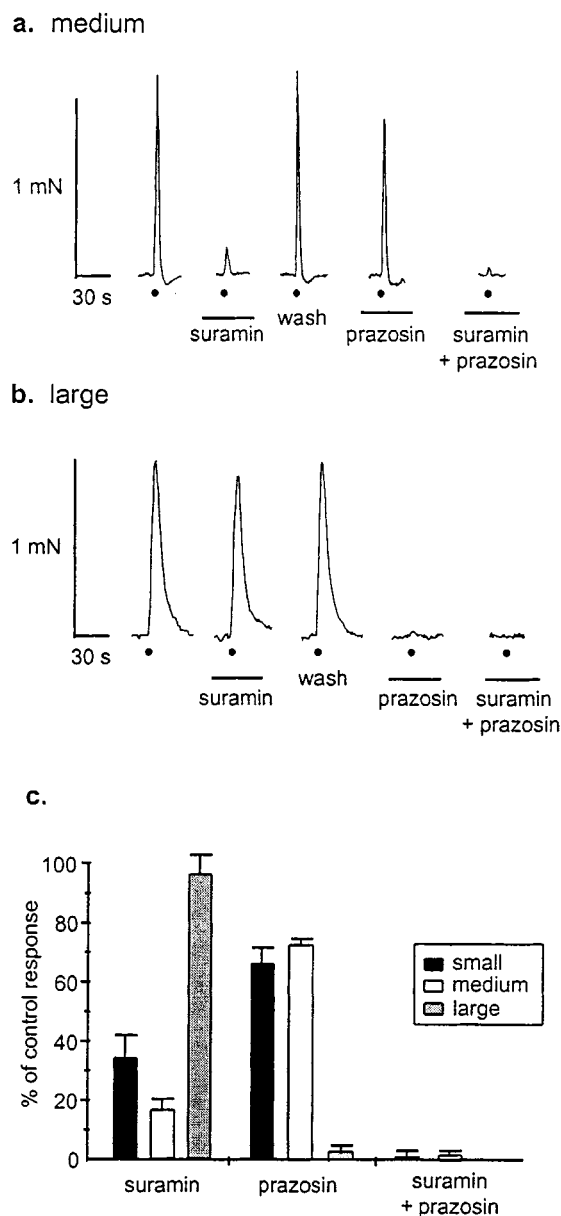 a. medium
1 mN
30 s
suramin
wash
prazosin
suramin
+ prazosin
b. large
1 mN
30 s
suramin
wash
prazosin
suramin
+ prazosin
c.
% of control response
100
80
60
40
20
0
small
medium
large
suramin
prazosin
suramin
+ prazosin